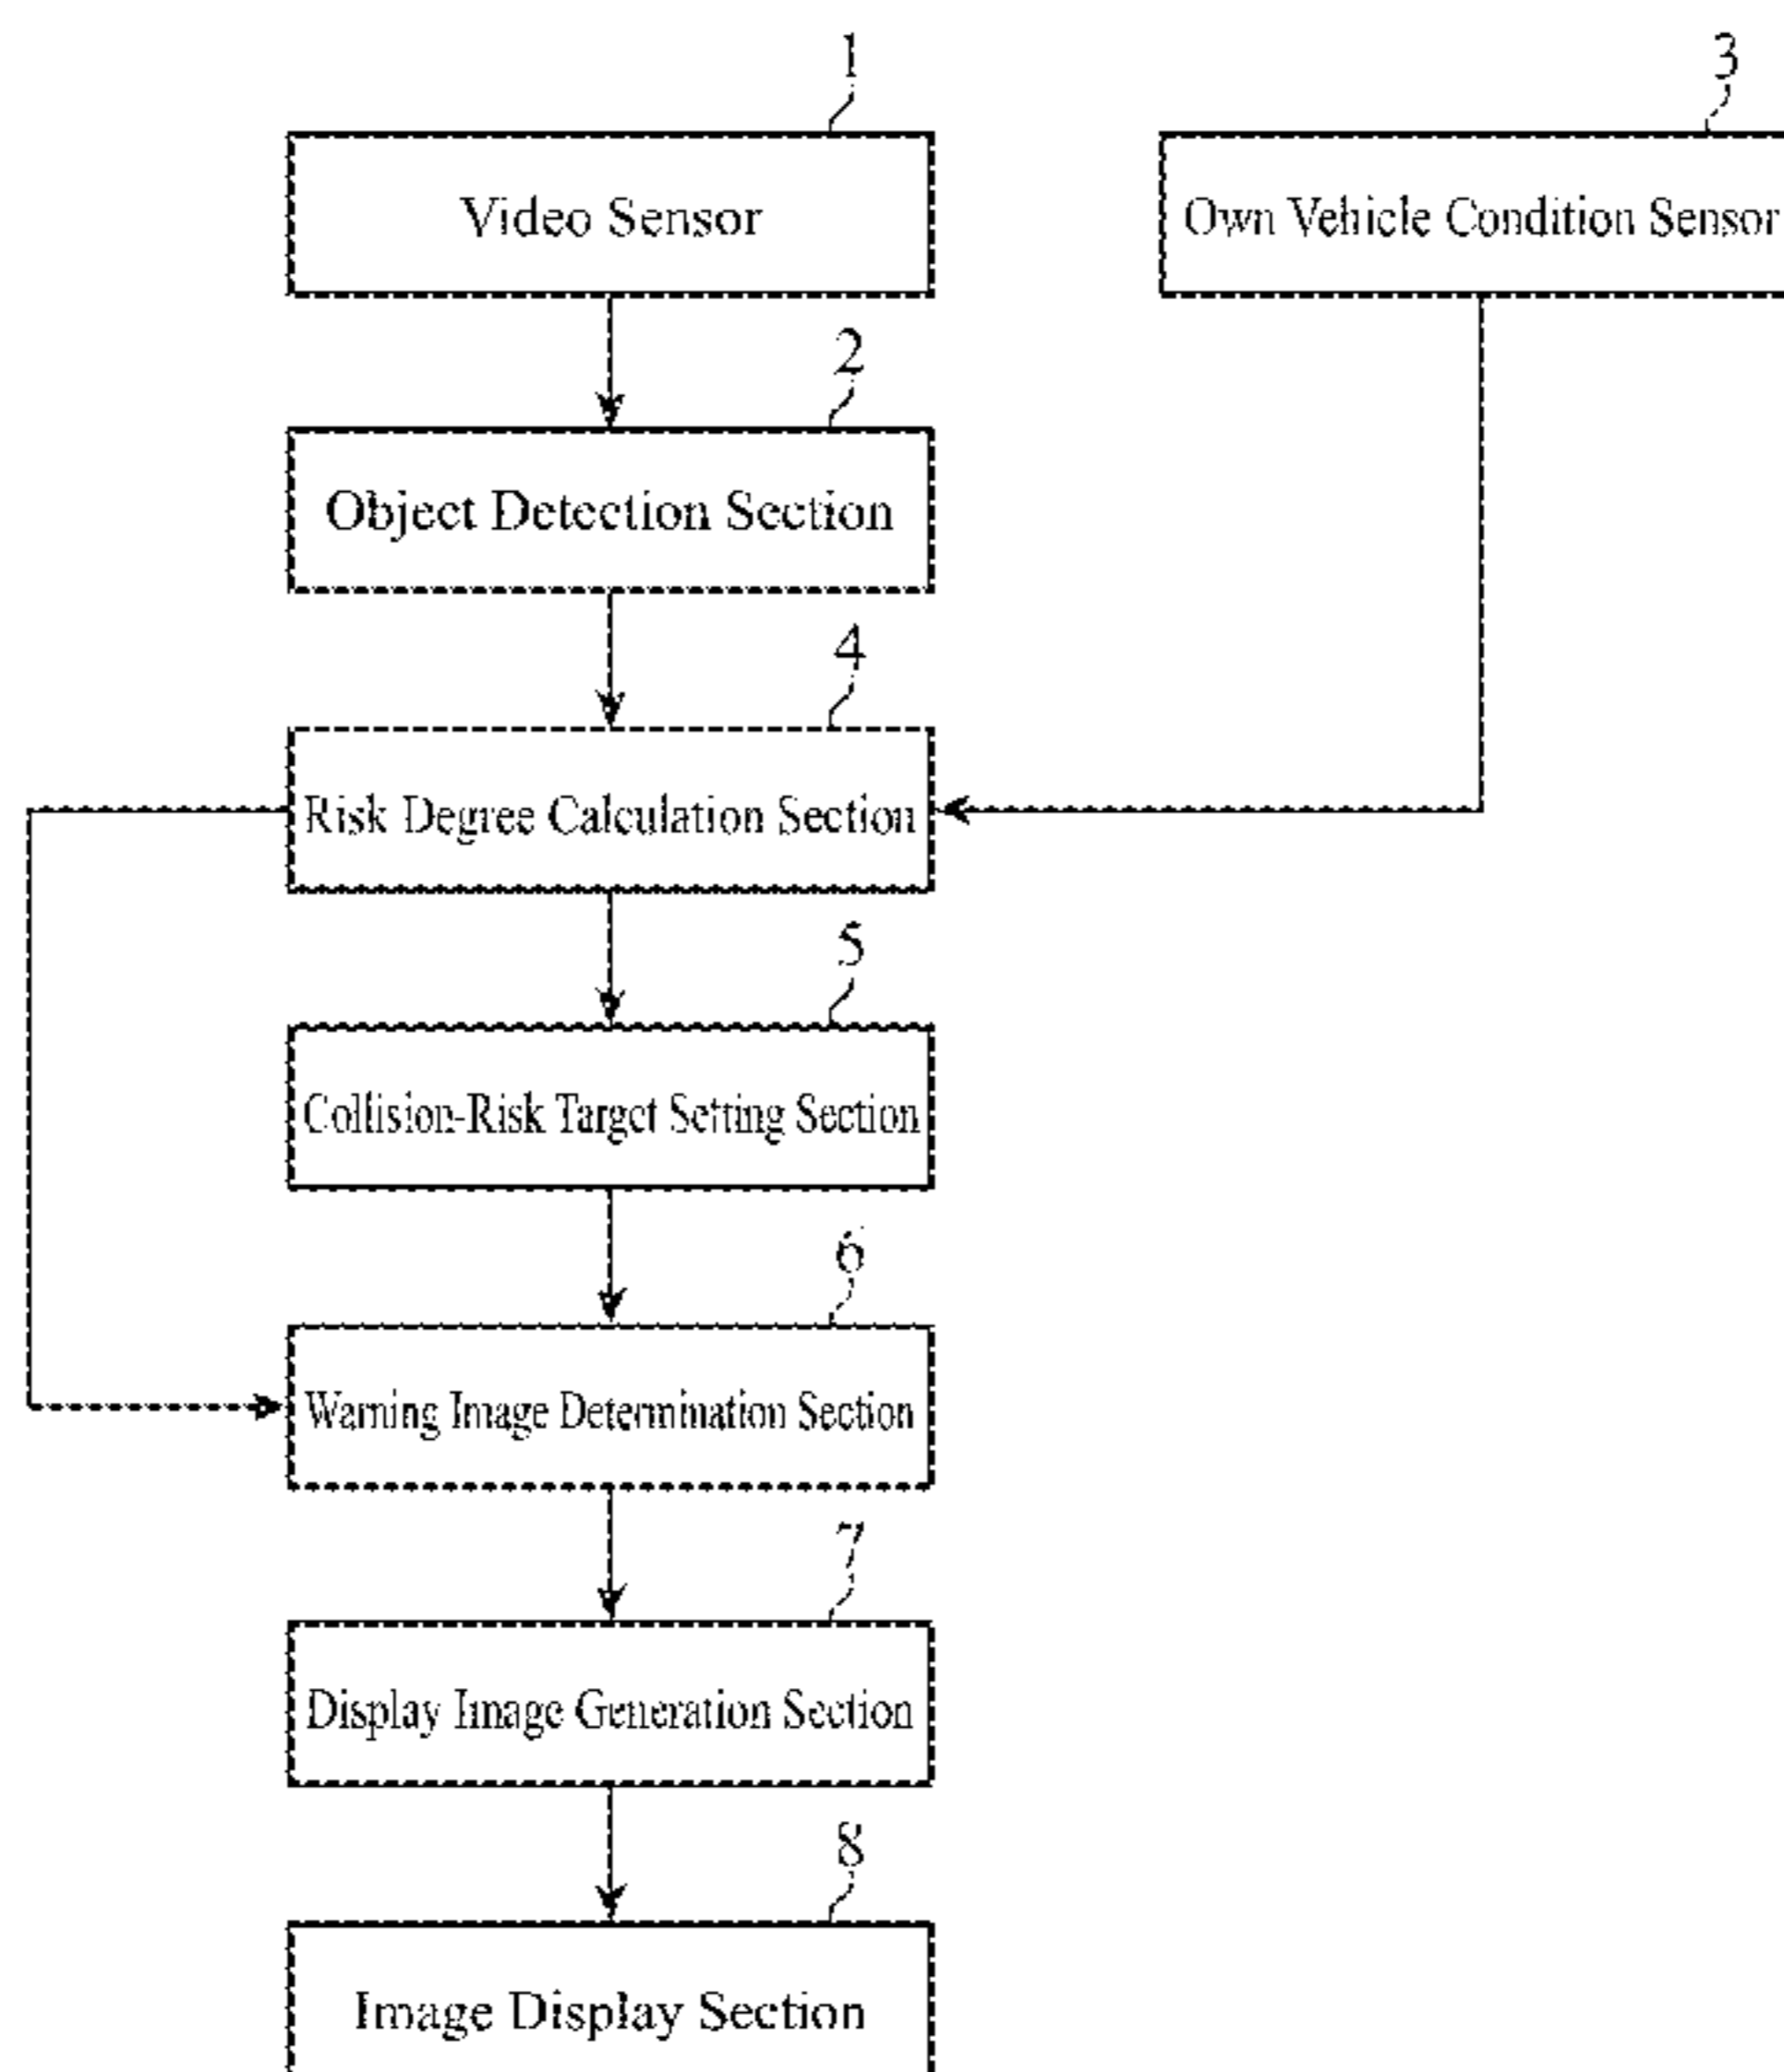 1
3
Video Sensor
Own Vehicle Condition Sensor
2
Object Detection Section
4
Risk Degree Calculation Section
5
Collision-Risk Target Setting Section
6
Warning Image Determination Section
7
Display Image Generation Section
8
Image Display Section